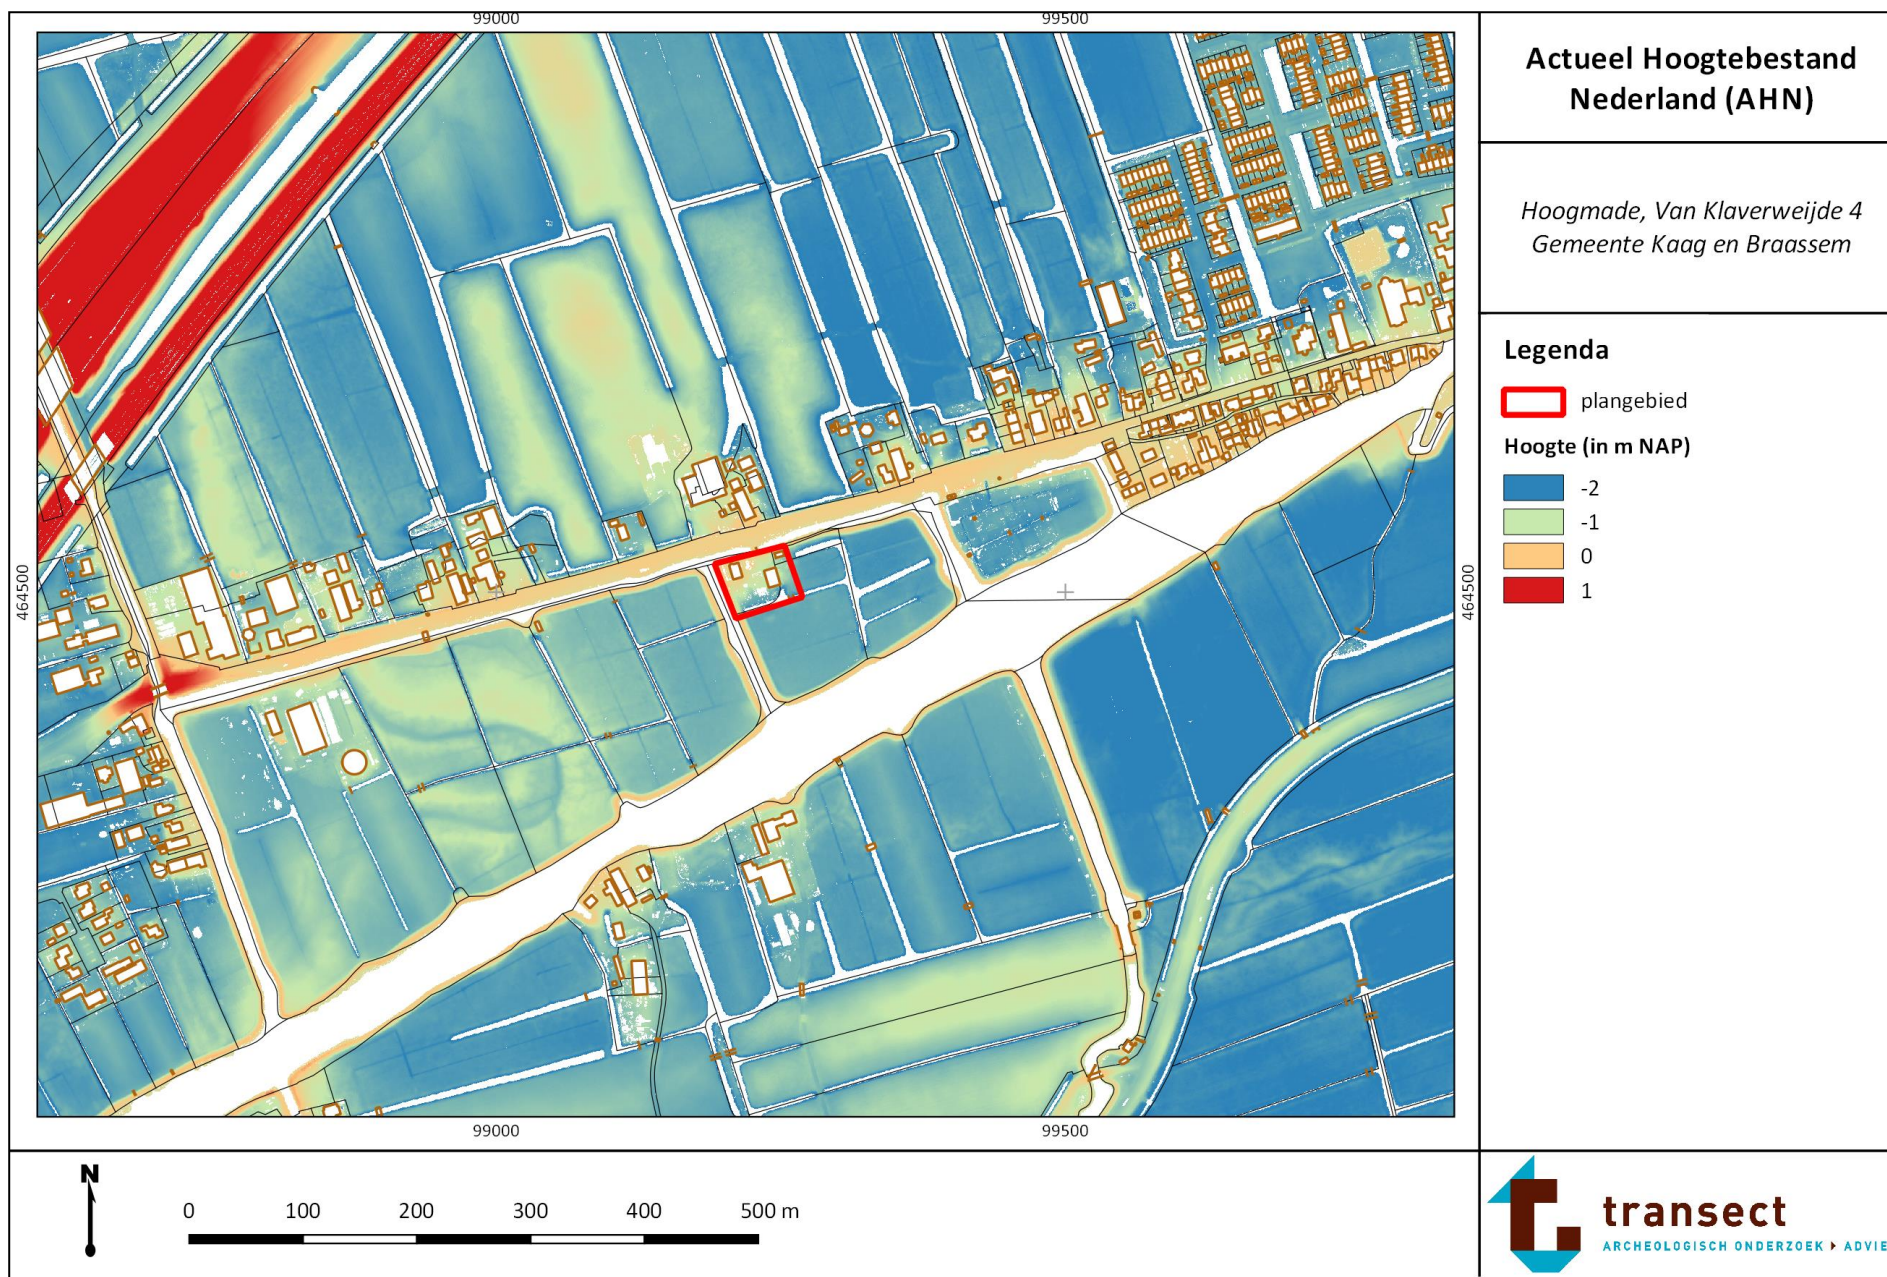 99000 99500
Actueel Hoogtebestand
Nederland (AHN)
Hoogmade, Van Klaverweijde 4
Gemeente Kaag en Braassem
Legenda
plangebied
Hoogte (in m NAP)
-2
-1
0
1
464500 464500
99000 99500
N
0 100 200 300 400 500 m
transect
ARCHEOLOGISCH ONDERZOEK ADVIE